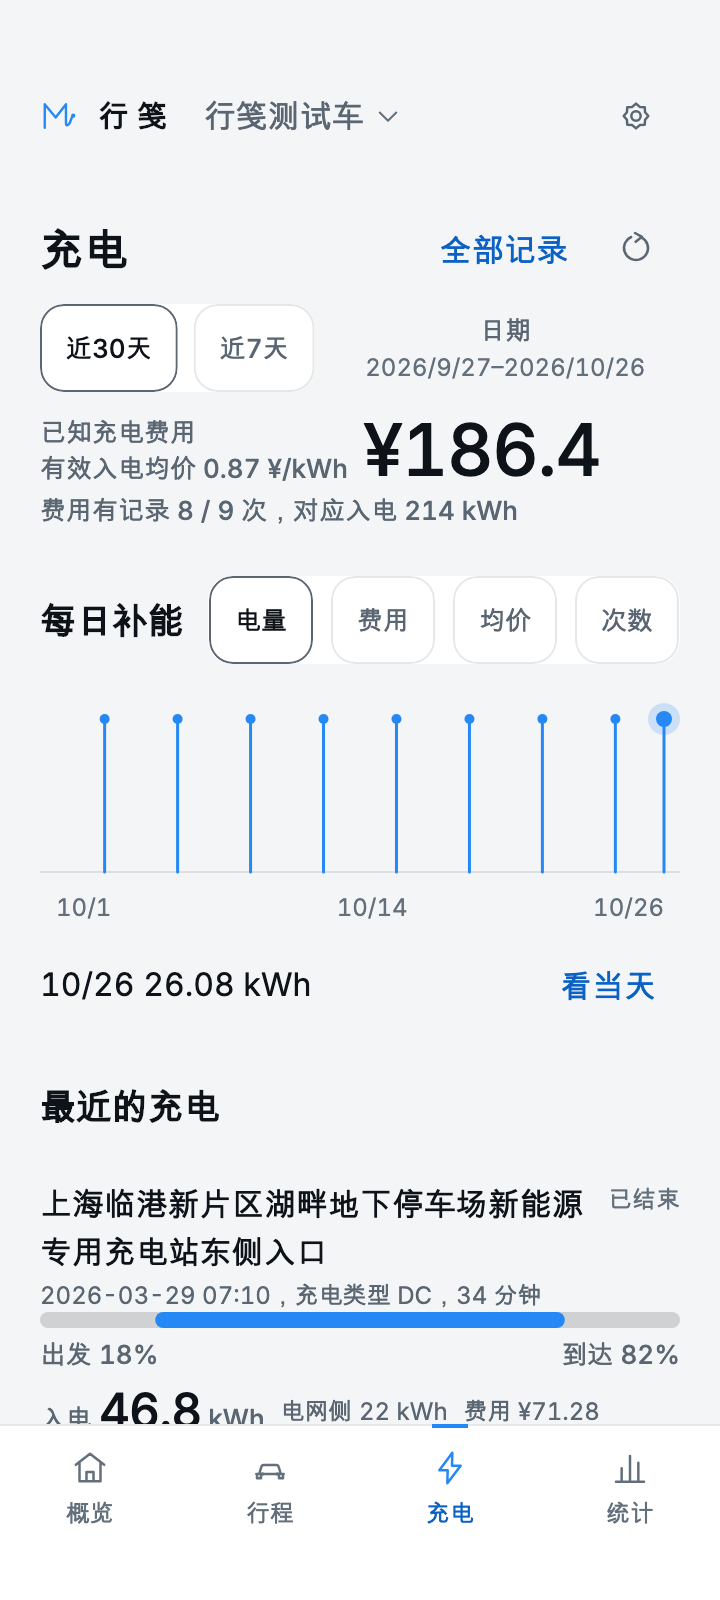 行笺 行笺测试车
充电 全部记录
近30天 近7天 日期
2026/9/27–2026/10/26
已知充电费用
有效入电均价 0.87 ¥/kWh ¥186.4
费用有记录 8 / 9 次，对应入电 214 kWh
每日补能 电量 费用 均价 次数
10/1 10/14 10/26
10/26 26.08 kWh 看当天
最近的充电
上海临港新片区湖畔地下停车场新能源 已结束
专用充电站东侧入口
2026-03-29 07:10，充电类型 DC，34 分钟
出发 18% 到达 82%
入电 46.8 kWh 电网侧 22 kWh 费用 ¥71.28
概览 行程 充电 统计